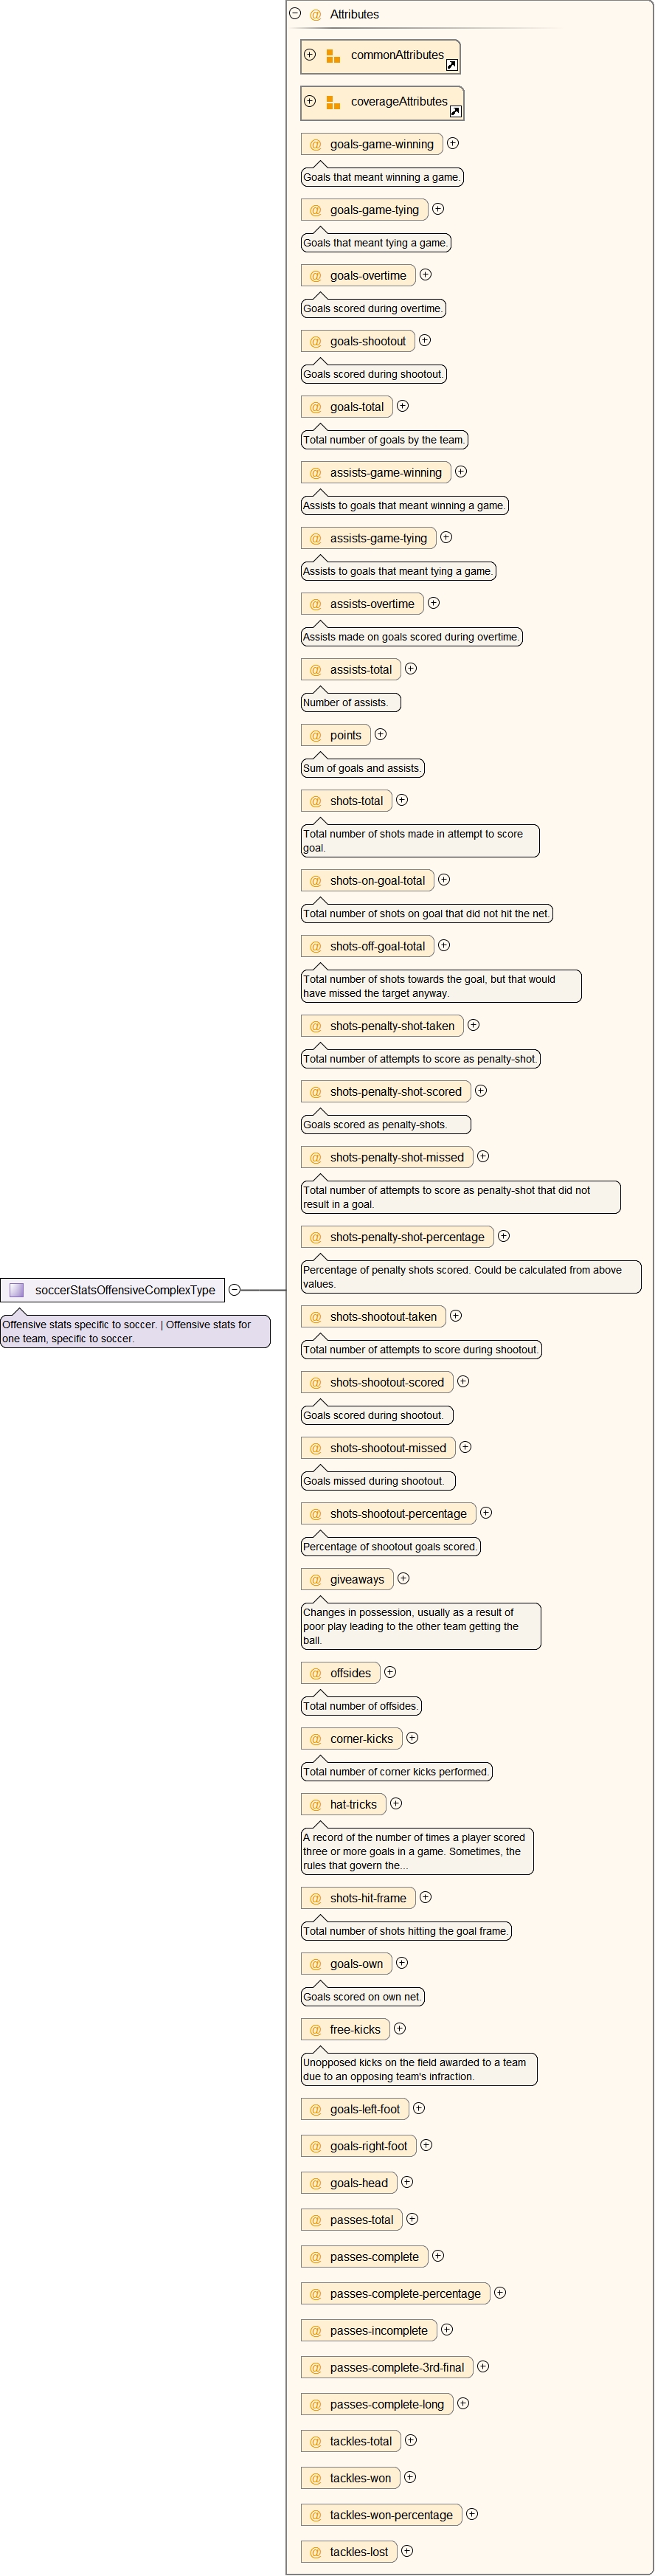 Attributes
commonAttributes
coverageAttributes
@ goals-game-winning
Goals that meant winning a game.
@ goals-game-tying
Goals that meant tying a game.
@ goals-overtime
Goals scored during overtime.
@ goals-shootout
Goals scored during shootout.
@ goals-total
Total number of goals by the team.
@ assists-game-winning
Assists to goals that meant winning a game.
@ assists-game-tying
Assists to goals that meant tying a game.
@ assists-overtime
Assists made on goals scored during overtime.
@ assists-total
Number of assists.
@ points
Sum of goals and assists.
@ shots-total
Total number of shots made in attempt to score
goal.
@ shots-on-goal-total
Total number of shots on goal that did not hit the net.
@ shots-off-goal-total
Total number of shots towards the goal, but that would
have missed the target anyway.
@ shots-penalty-shot-taken
Total number of attempts to score as penalty-shot.
@ shots-penalty-shot-scored
Goals scored as penalty-shots.
@ shots-penalty-shot-missed
Total number of attempts to score as penalty-shot that did not
result in a goal.
@ shots-penalty-shot-percentage
Percentage of penalty shots scored. Could be calculated from above
values.
soccerStatsOffensiveComplexType
Offensive stats specific to soccer. | Offensive stats for
one team, specific to soccer.
@ shots-shootout-taken
Total number of attempts to score during shootout.
@ shots-shootout-scored
Goals scored during shootout.
@ shots-shootout-missed
Goals missed during shootout.
@ shots-shootout-percentage
Percentage of shootout goals scored.
@ giveaways
Changes in possession, usually as a result of
poor play leading to the other team getting the
ball.
@ offsides
Total number of offsides.
@ corner-kicks
Total number of corner kicks performed.
@ hat-tricks
A record of the number of times a player scored
three or more goals in a game. Sometimes, the
rules that govern the...
@ shots-hit-frame
Total number of shots hitting the goal frame.
@ goals-own
Goals scored on own net.
@ free-kicks
Unopposed kicks on the field awarded to a team
due to an opposing team's infraction.
@ goals-left-foot
@ goals-right-foot
@ goals-head
@ passes-total
@ passes-complete
@ passes-complete-percentage
@ passes-incomplete
@ passes-complete-3rd-final
@ passes-complete-long
@ tackles-total
@ tackles-won
@ tackles-won-percentage
@ tackles-lost